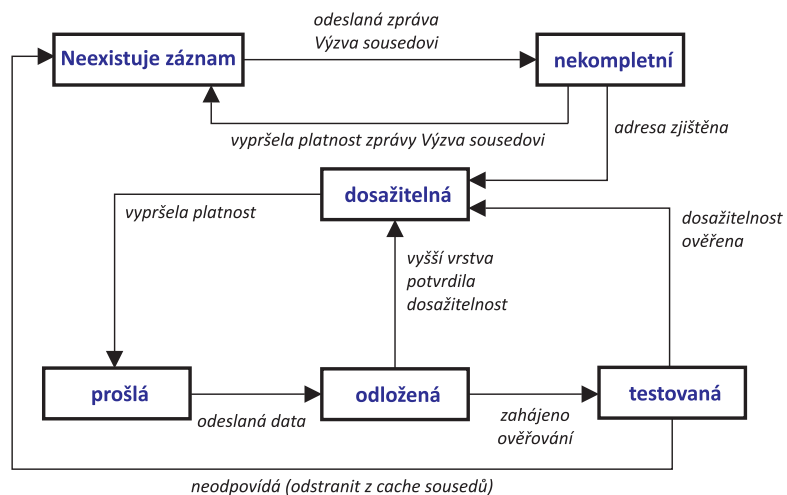 odeslaná zpráva
Výzva sousedovi
Neexistuje záznam
nekompletní
vypršela platnost zprávy Výzva sousedovi
adresa zjištěna
dosažitelná
vypršela platnost
dosažitelnost
ověřena
vyšší vrstva
potvrdila
dosažitelnost
prošlá
odložená
testovaná
odeslaná data
zahájeno
ověřování
neodpovídá (odstranit z cache sousedů)